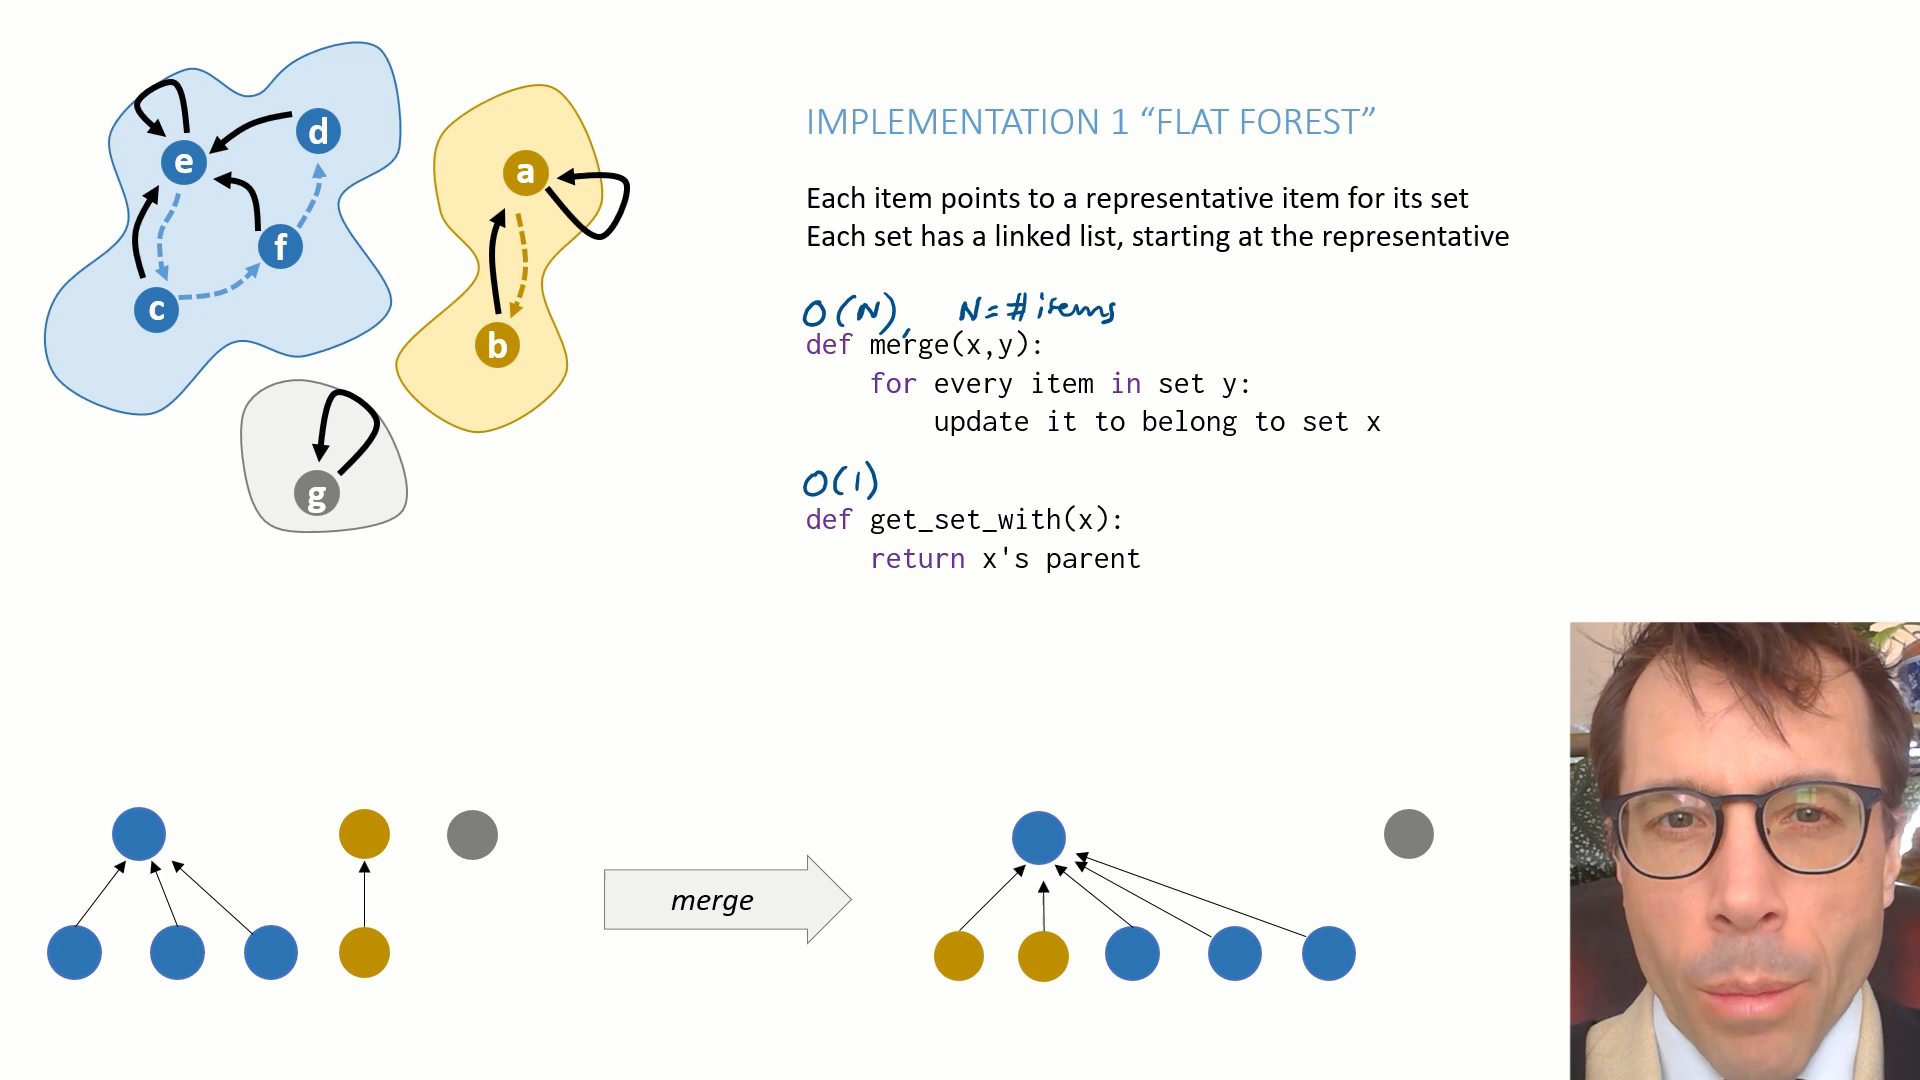 e
d
f
c
a
b
g
IMPLEMENTATION 1 “FLAT FOREST”
Each item points to a representative item for its set
Each set has a linked list, starting at the representative
O(N), N = # items
def merge(x,y):
for every item in set y:
update it to belong to set x
O(1)
def get_set_with(x):
return x's parent
merge